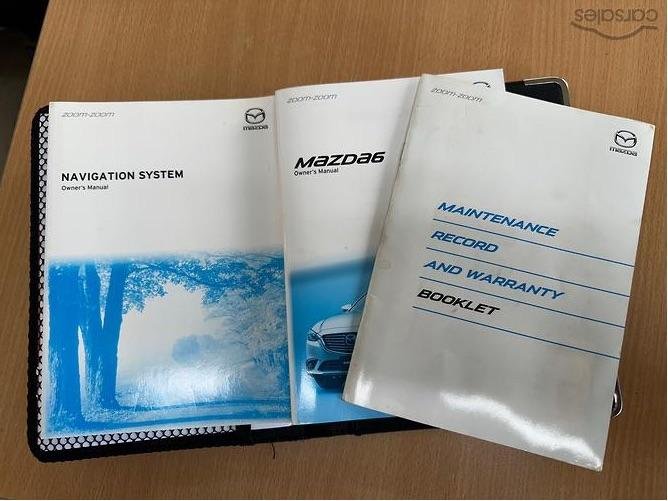 carsales
zoom-zoom
mazda
NAVIGATION SYSTEM
Owner's Manual
zoom-zoom
mazda6
Owner's Manual
zoom-zoom
mazda
MAINTENANCE
RECORD
AND WARRANTY
BOOKLET